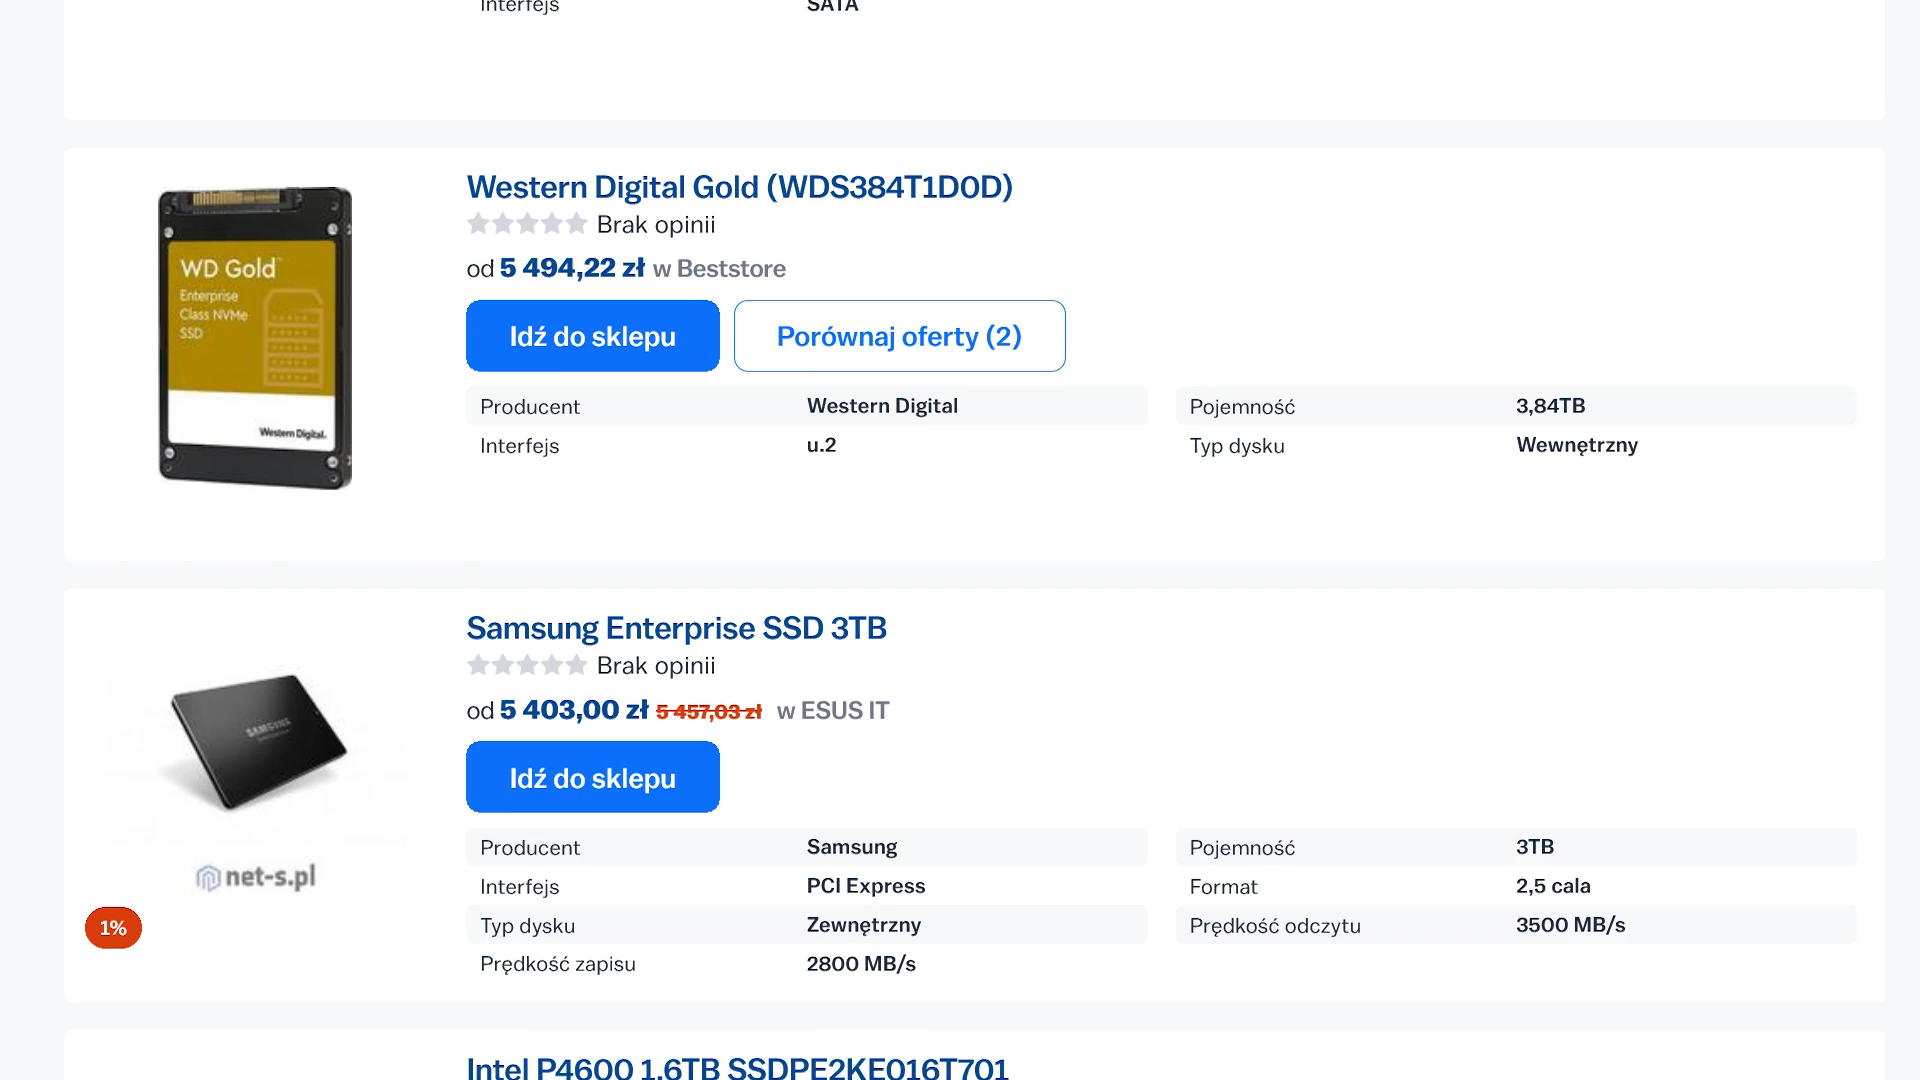 Interfejs SATA
WD Gold
Enterprise
Class NVMe
SSD
Western Digital.
Western Digital Gold (WDS384T1D0D)
Brak opinii
od 5 494,22 zł w Beststore
Idź do sklepu Porównaj oferty (2)
Producent Western Digital Pojemność 3,84TB
Interfejs u.2 Typ dysku Wewnętrzny
SAMSUNG
net-s.pl
1%
Samsung Enterprise SSD 3TB
Brak opinii
od 5 403,00 zł 5 457,03 zł w ESUS IT
Idź do sklepu
Producent Samsung Pojemność 3TB
Interfejs PCI Express Format 2,5 cala
Typ dysku Zewnętrzny Prędkość odczytu 3500 MB/s
Prędkość zapisu 2800 MB/s
Intel P4600 1.6TB SSDPE2KE016T701